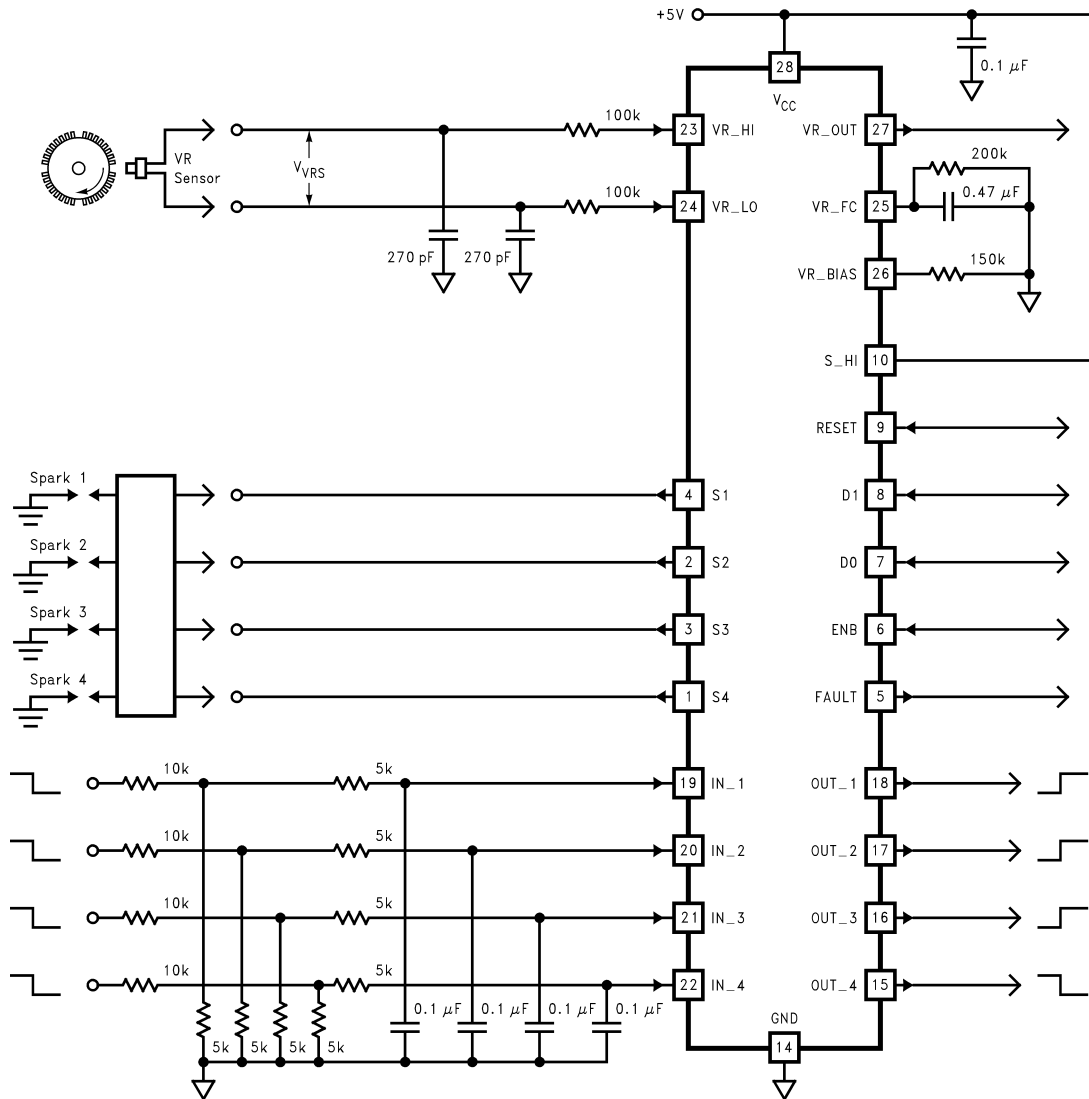 +5V
28
V_CC
0.1 µF
VR Sensor
V_VRS
100k
23 VR_HI
VR_OUT 27
100k
24 VR_LO
VR_FC 25
200k
0.47 µF
270 pF 270 pF
VR_BIAS 26
150k
S_HI 10
RESET 9
Spark 1
4 S1
D1 8
Spark 2
2 S2
D0 7
Spark 3
3 S3
ENB 6
Spark 4
1 S4
FAULT 5
10k 5k
19 IN_1
OUT_1 18
10k 5k
20 IN_2
OUT_2 17
10k 5k
21 IN_3
OUT_3 16
10k 5k
22 IN_4
OUT_4 15
0.1 µF 0.1 µF 0.1 µF 0.1 µF
5k 5k 5k 5k
GND
14